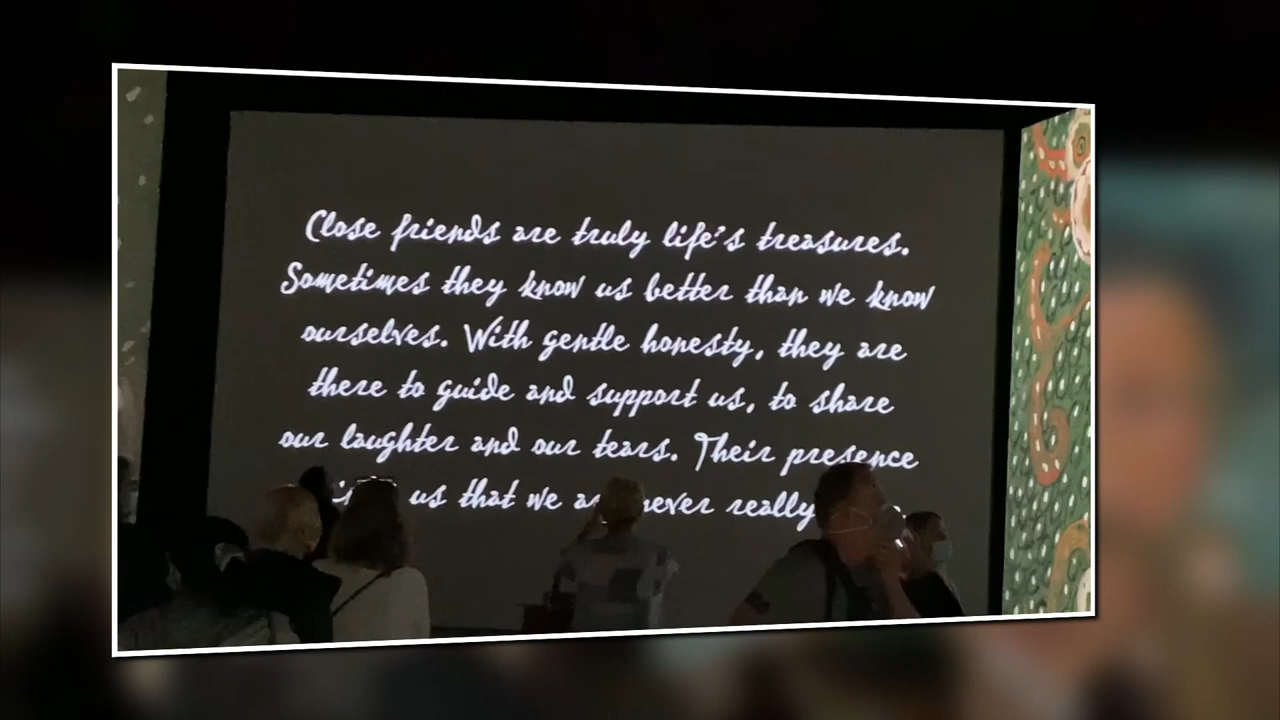 Close friends are truly life's treasures.
Sometimes they know us better than we know
ourselves. With gentle honesty, they are
there to guide and support us, to share
our laughter and our tears. Their presence
us that we never really